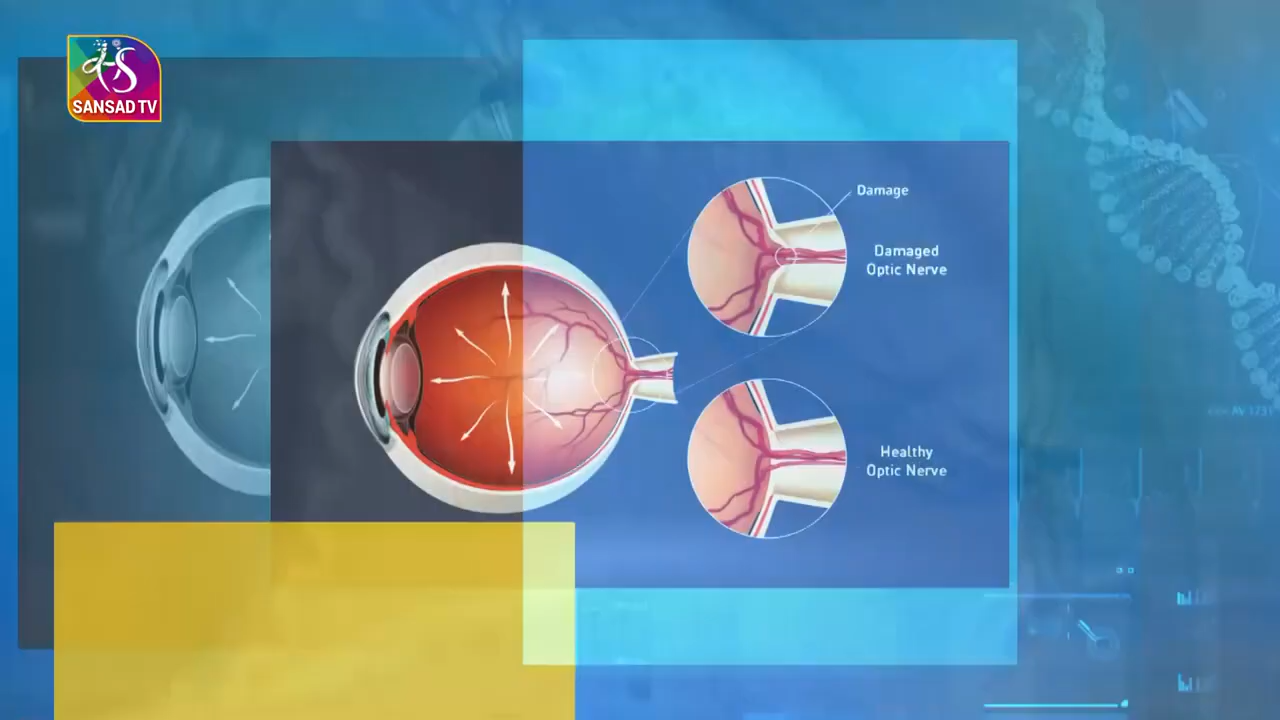 SANSAD TV
Damage
Damaged
Optic Nerve
Healthy
Optic Nerve